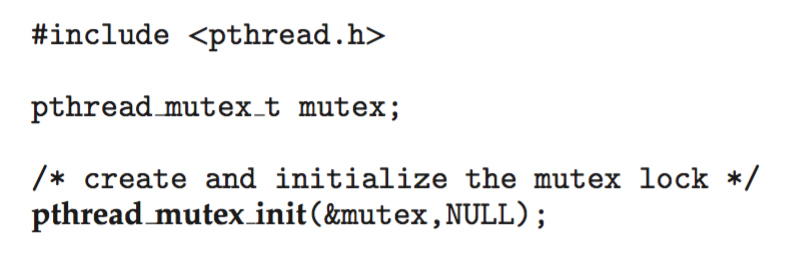 #include <pthread.h>
pthread_mutex_t mutex;
/* create and initialize the mutex lock */
pthread_mutex_init(&mutex,NULL);